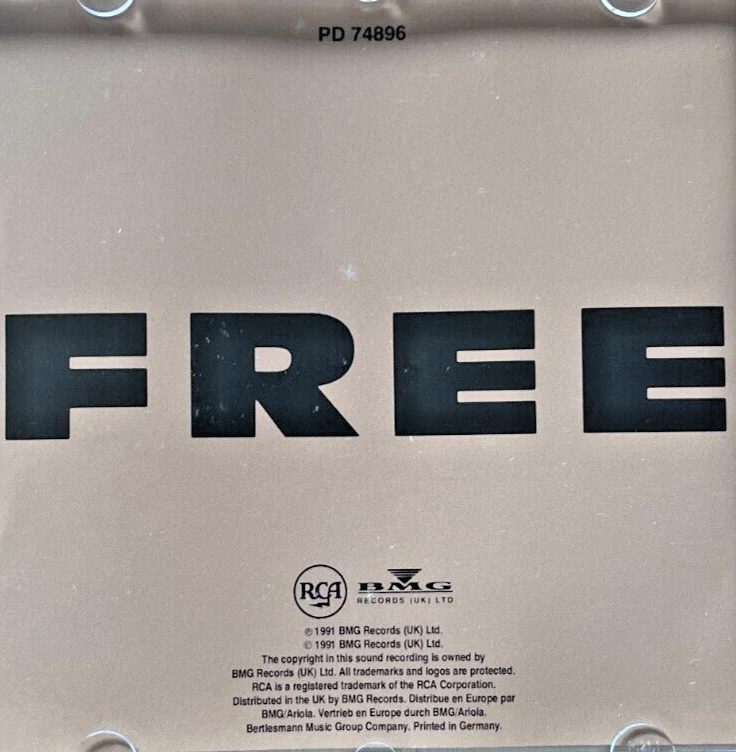 PD 74896
FREE
RCA
BMG
RECORDS (UK) LTD
℗ 1991 BMG Records (UK) Ltd.
© 1991 BMG Records (UK) Ltd.
The copyright in this sound recording is owned by
BMG Records (UK) Ltd. All trademarks and logos are protected.
RCA is a registered trademark of the RCA Corporation.
Distributed in the UK by BMG Records. Distribue en Europe par
BMG/Ariola. Vertrieb en Europe durch BMG/Ariola.
Bertlesmann Music Group Company. Printed in Germany.